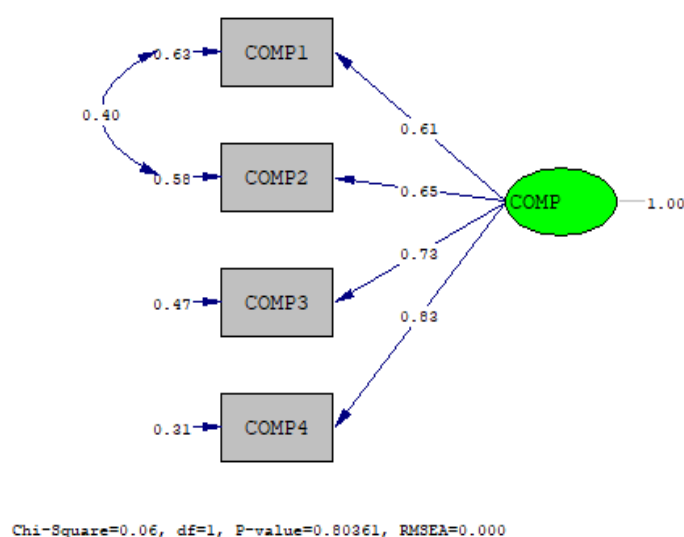 0.63 COMP1
0.40
0.61
0.58 COMP2
0.65
COMP 1.00
0.73
0.47 COMP3
0.83
0.31 COMP4
Chi-Square=0.06, df=1, P-value=0.80361, RMSEA=0.000